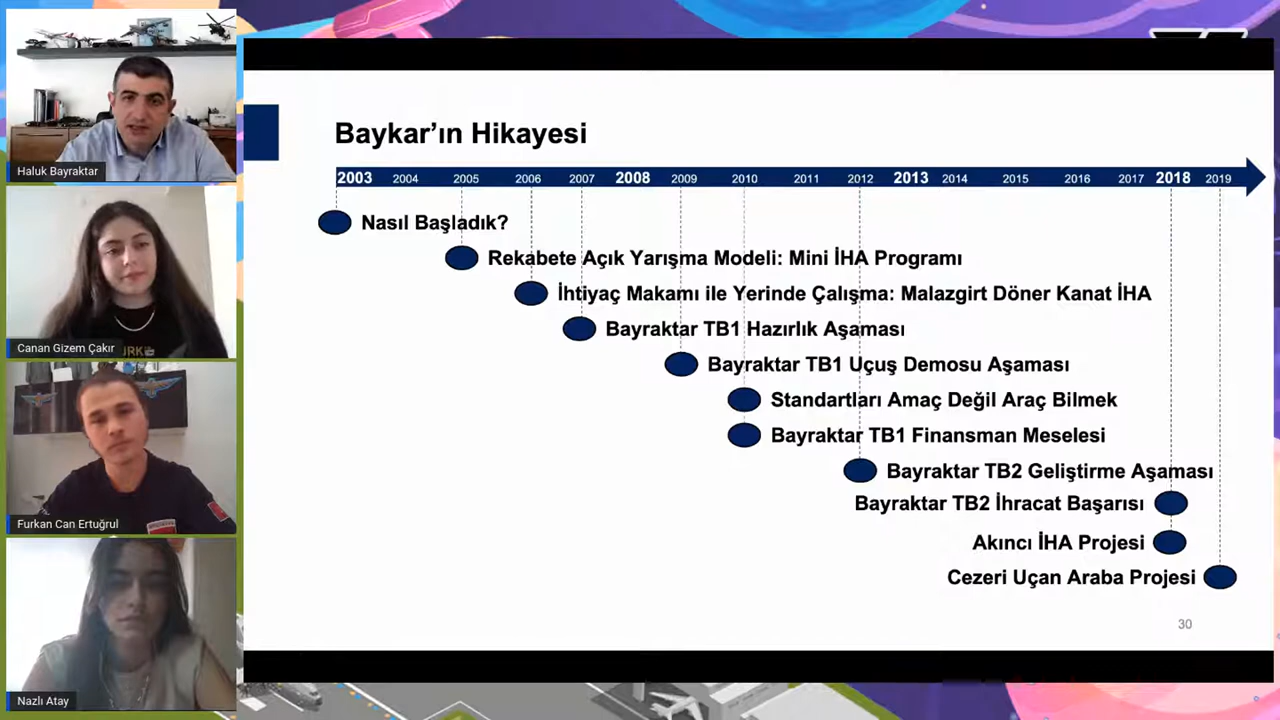 Haluk Bayraktar
Canan Gizem Çakır
Furkan Can Ertuğrul
Nazlı Atay
Baykar’ın Hikayesi
2003 2004 2005 2006 2007 2008 2009 2010 2011 2012 2013 2014 2015 2016 2017 2018 2019
Nasıl Başladık?
Rekabete Açık Yarışma Modeli: Mini İHA Programı
İhtiyaç Makamı ile Yerinde Çalışma: Malazgirt Döner Kanat İHA
Bayraktar TB1 Hazırlık Aşaması
Bayraktar TB1 Uçuş Demosu Aşaması
Standartları Amaç Değil Araç Bilmek
Bayraktar TB1 Finansman Meselesi
Bayraktar TB2 Geliştirme Aşaması
Bayraktar TB2 İhracat Başarısı
Akıncı İHA Projesi
Cezeri Uçan Araba Projesi
30